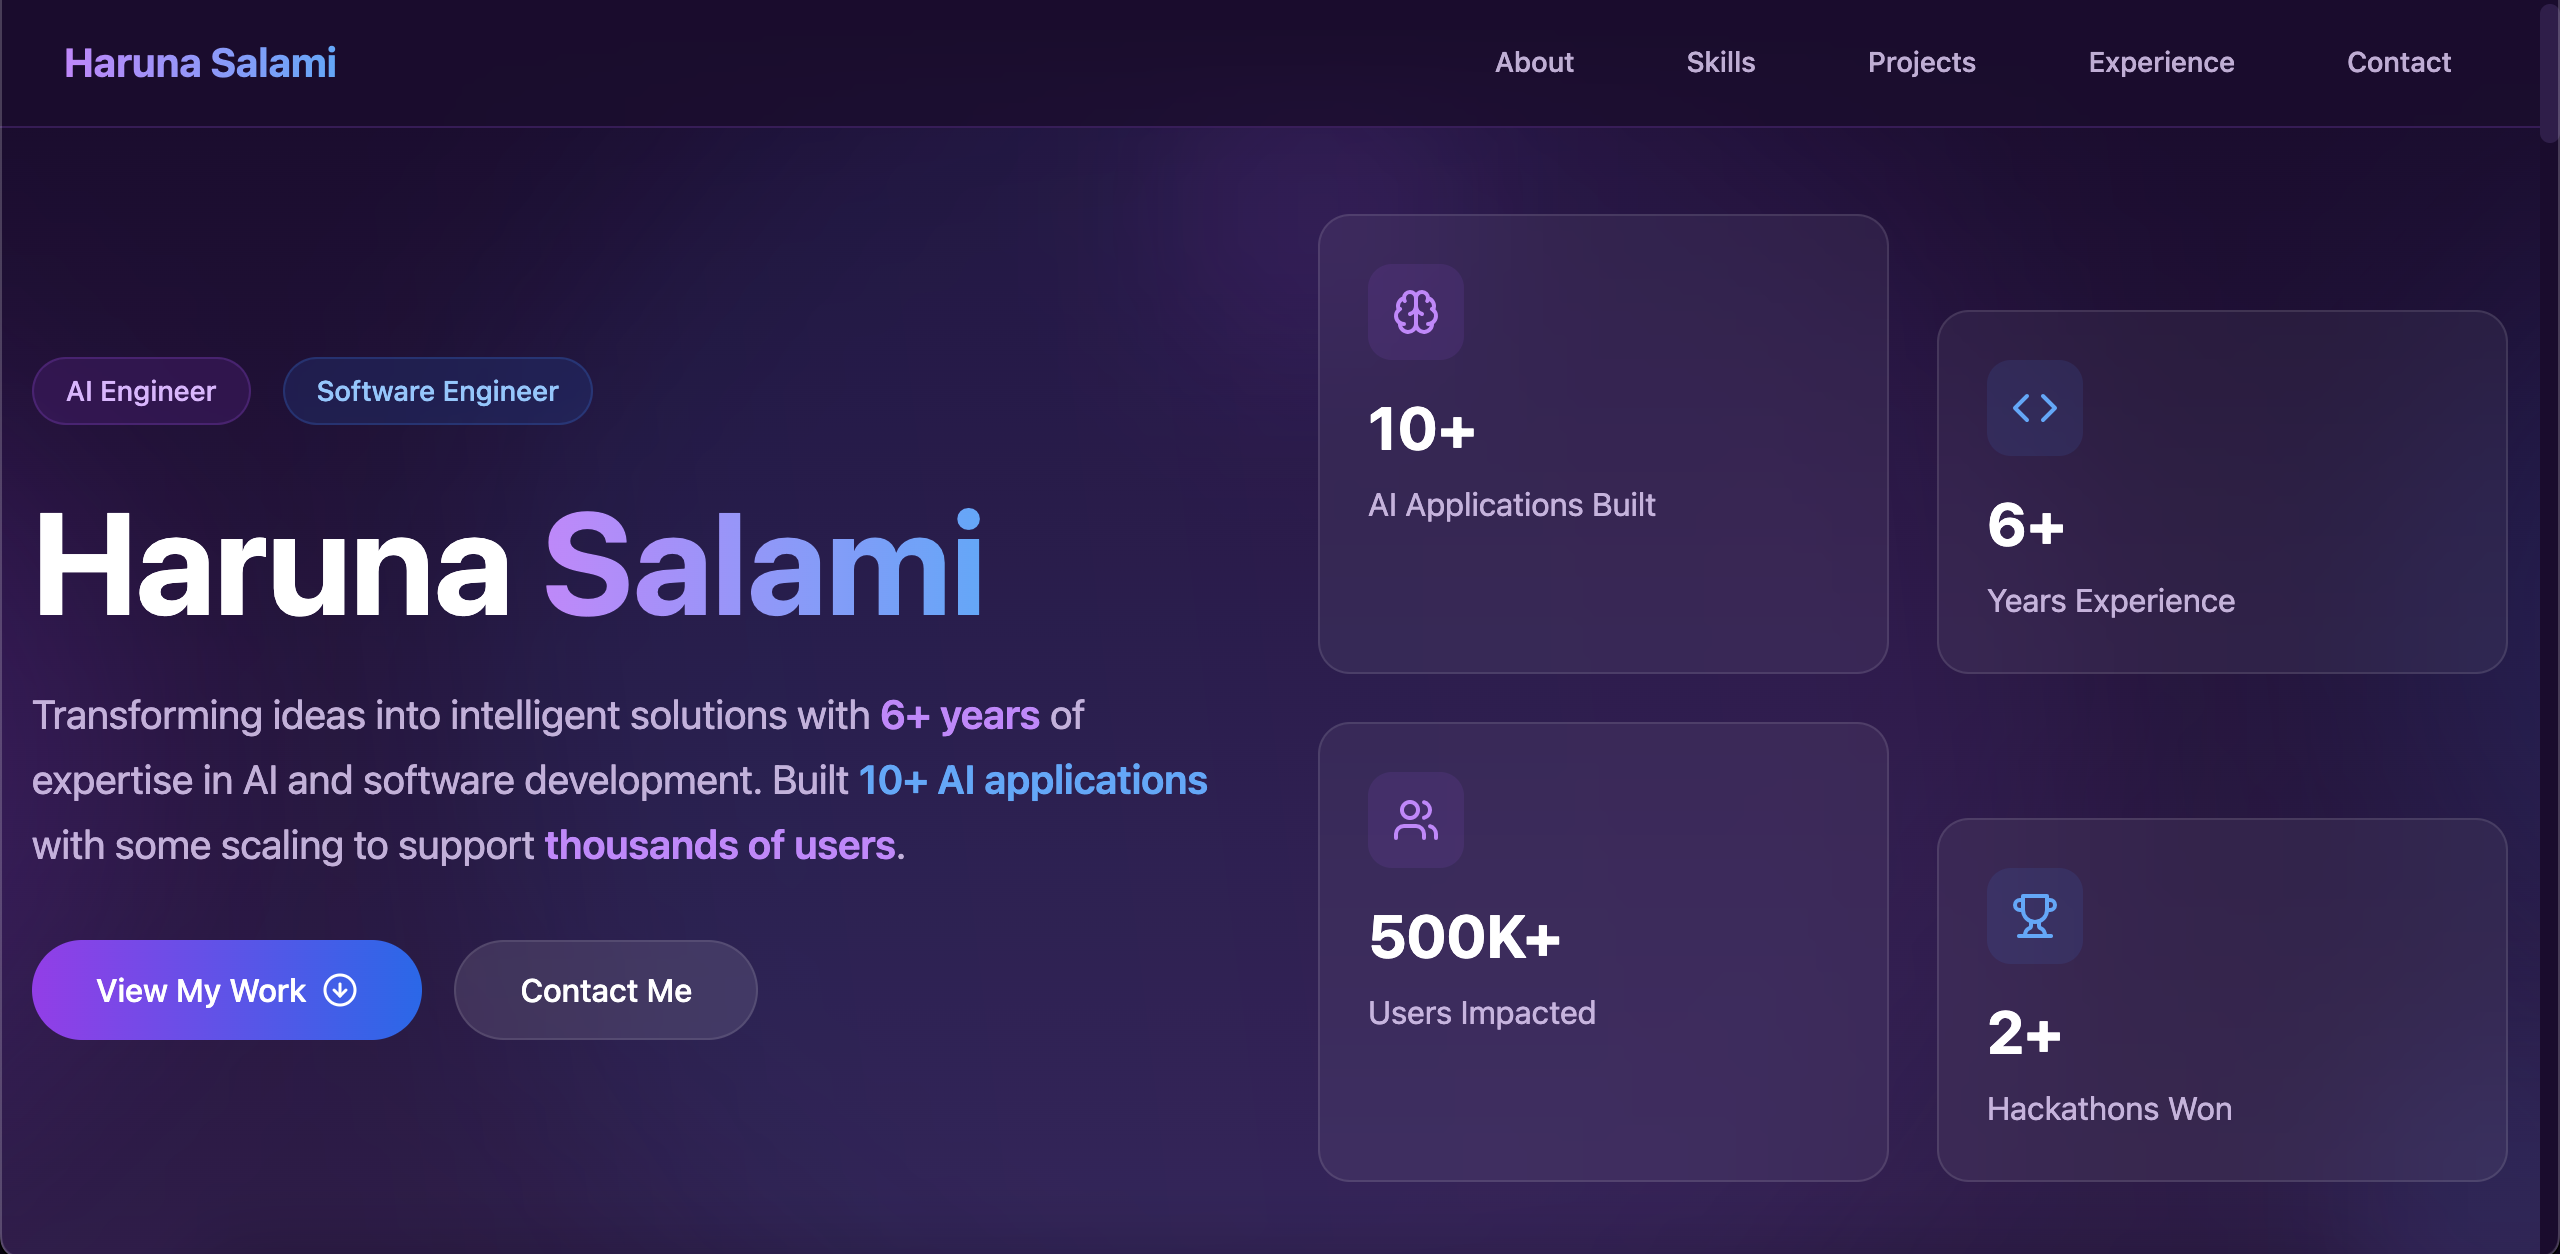 Haruna Salami
About
Skills
Projects
Experience
Contact
AI Engineer
Software Engineer
Haruna Salami
Transforming ideas into intelligent solutions with 6+ years of
expertise in AI and software development. Built 10+ AI applications
with some scaling to support thousands of users.
View My Work
Contact Me
10+
AI Applications Built
6+
Years Experience
500K+
Users Impacted
2+
Hackathons Won